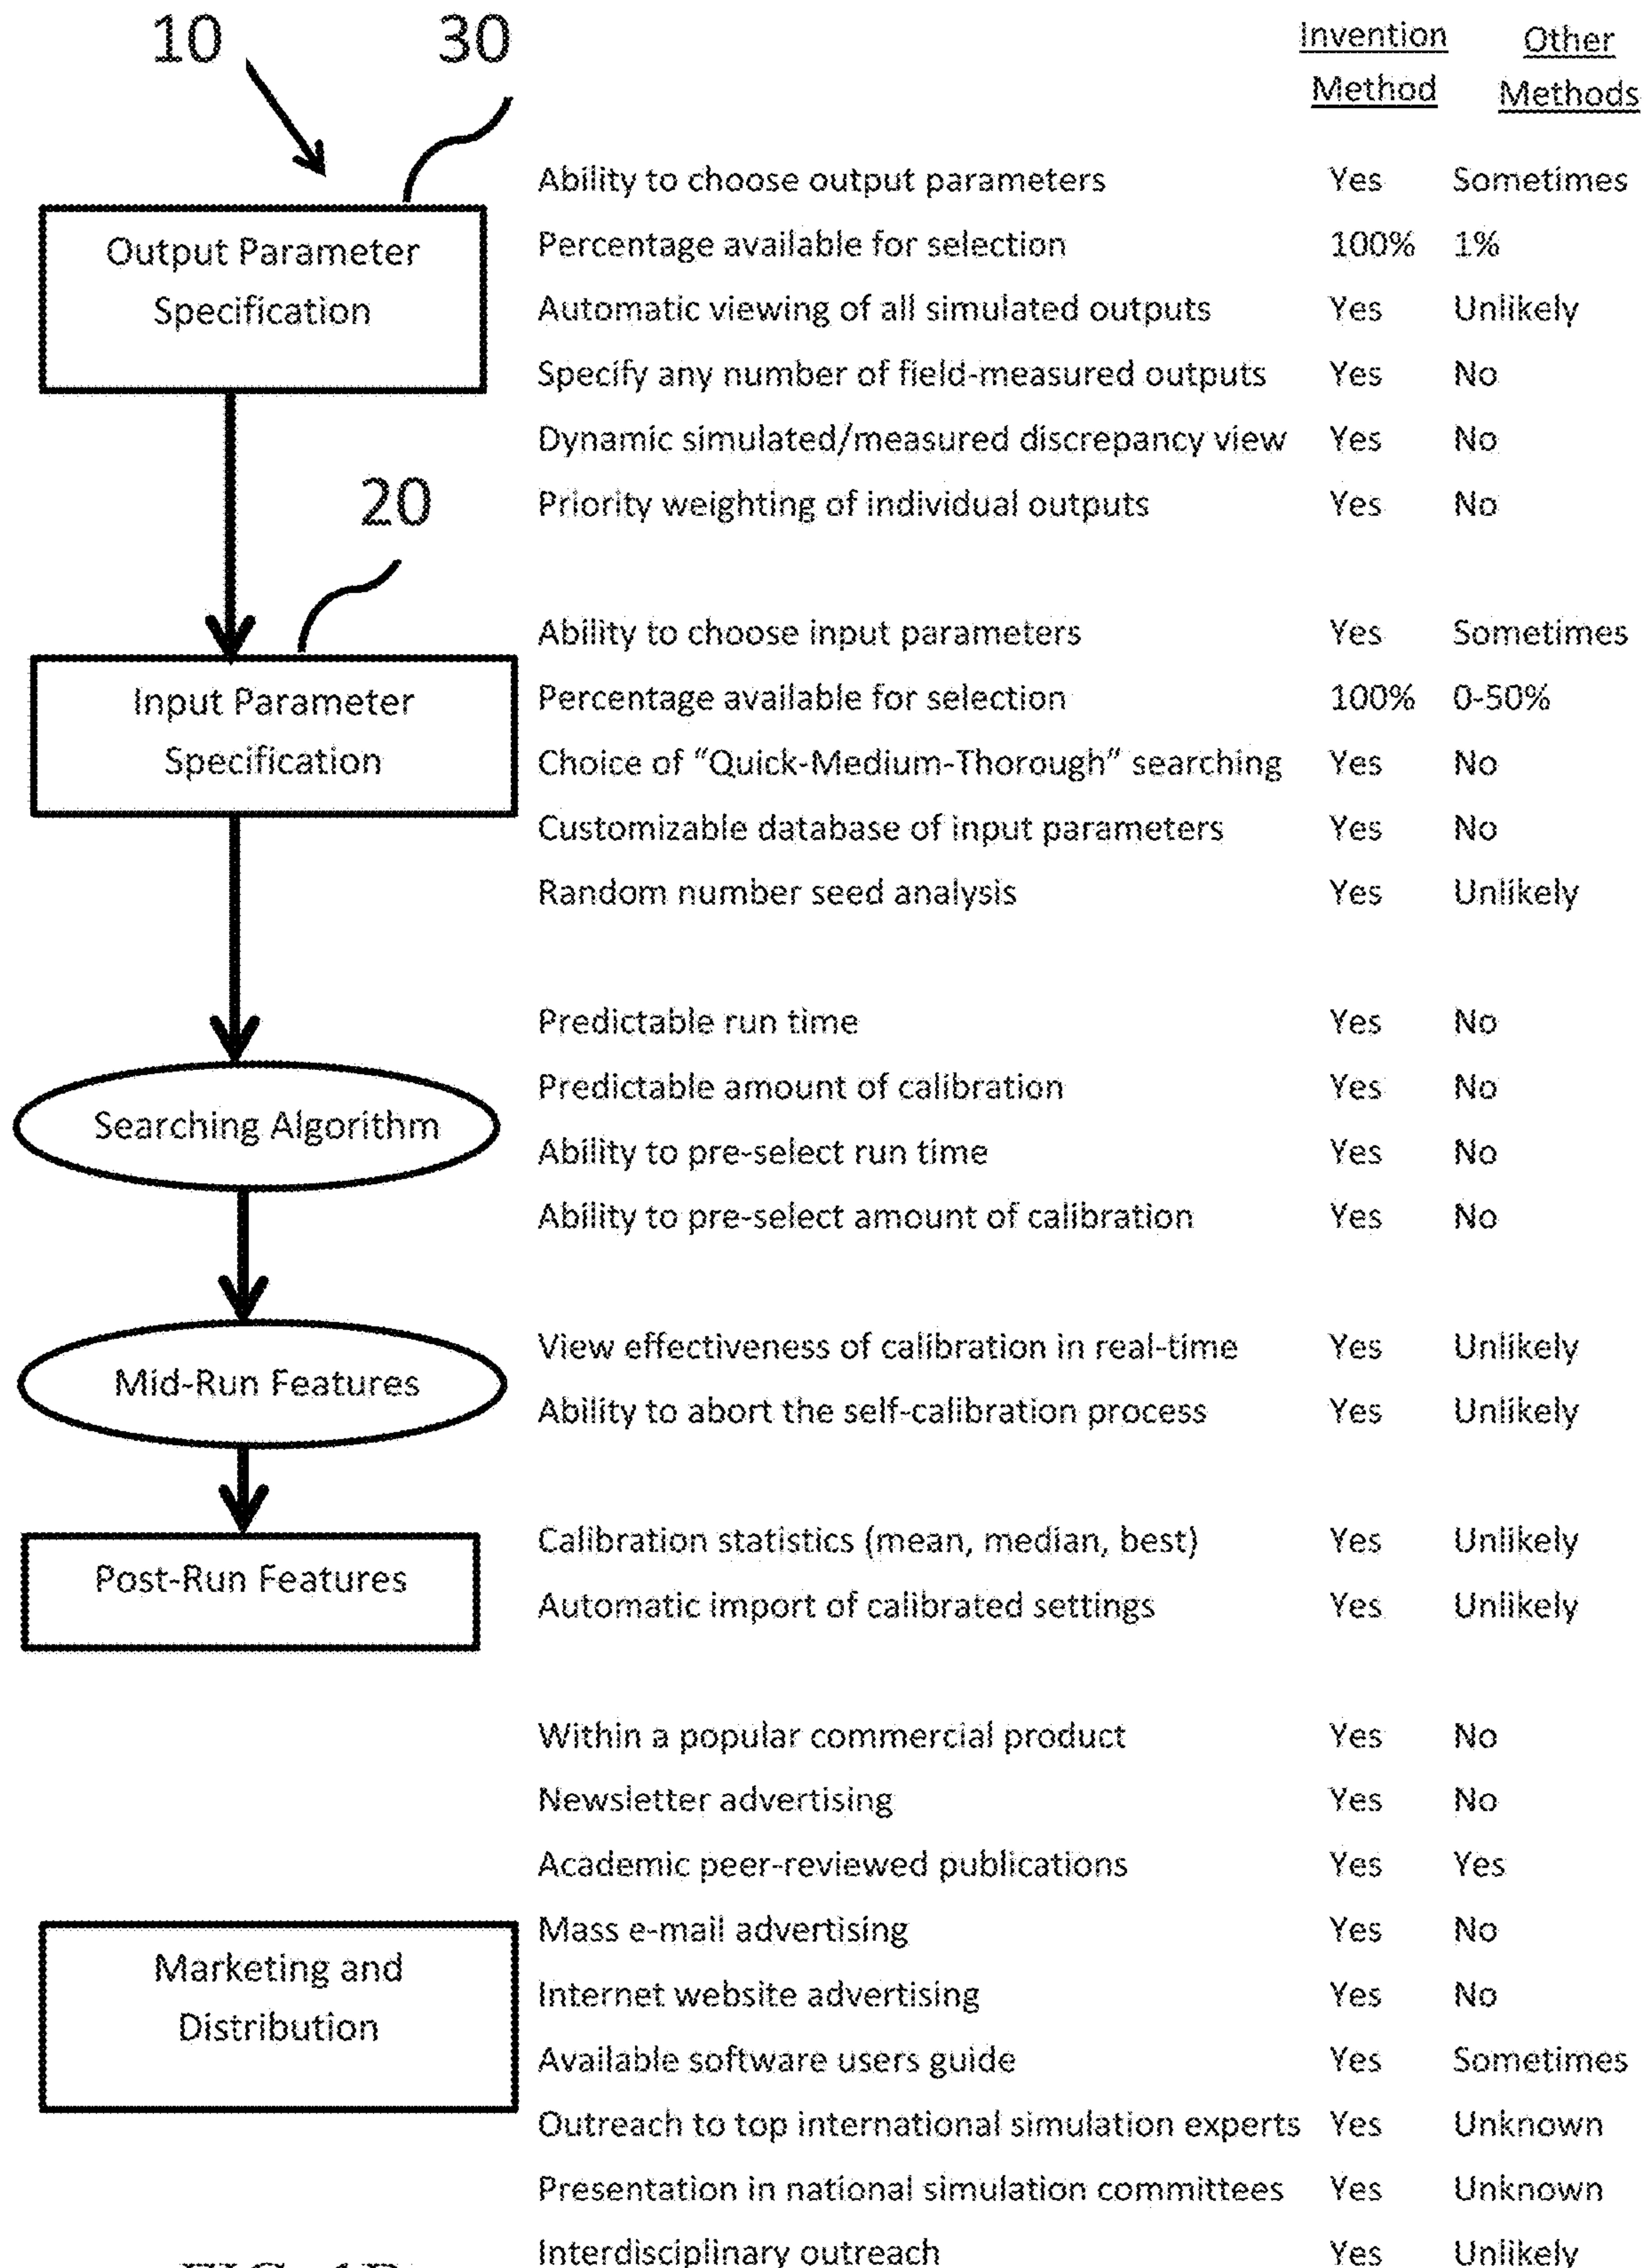 10
30
Invention Other
Method Methods
Ability to choose output parameters Yes Sometimes
Output Parameter
Specification
Percentage available for selection 100% 1%
Automatic viewing of all simulated outputs Yes Unlikely
Specify any number of field-measured outputs Yes No
Dynamic simulated/measured discrepancy view Yes No
20
Priority weighting of individual outputs Yes No
Ability to choose input parameters Yes Sometimes
Input Parameter
Specification
Percentage available for selection 100% 0-50%
Choice of “Quick-Medium-Thorough” searching Yes No
Customizable database of input parameters Yes No
Random number seed analysis Yes Unlikely
Predictable run time Yes No
Predictable amount of calibration Yes No
Searching Algorithm
Ability to pre-select run time Yes No
Ability to pre-select amount of calibration Yes No
View effectiveness of calibration in real-time Yes Unlikely
Mid-Run Features
Ability to abort the self-calibration process Yes Unlikely
Calibration statistics (mean, median, best) Yes Unlikely
Post-Run Features
Automatic import of calibrated settings Yes Unlikely
Within a popular commercial product Yes No
Newsletter advertising Yes No
Academic peer-reviewed publications Yes Yes
Mass e-mail advertising Yes No
Marketing and
Distribution
Internet website advertising Yes No
Available software users guide Yes Sometimes
Outreach to top international simulation experts Yes Unknown
Presentation in national simulation committees Yes Unknown
Interdisciplinary outreach Yes Unlikely